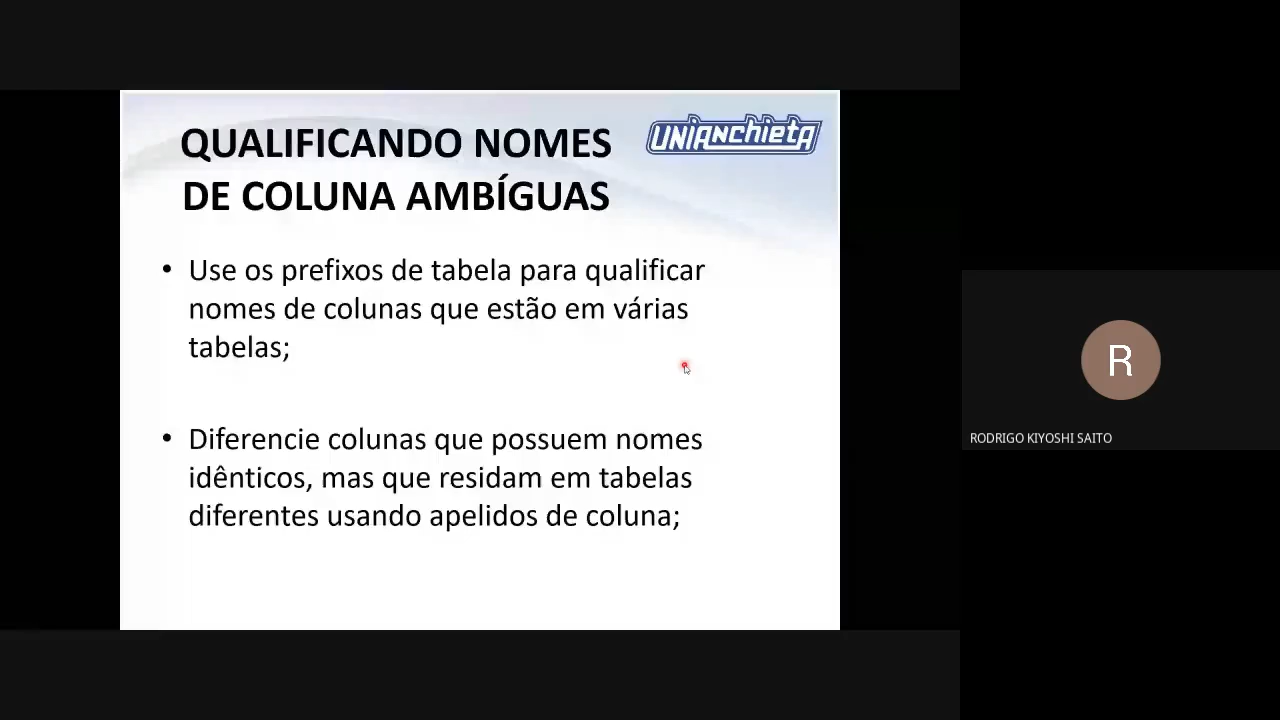 QUALIFICANDO NOMES
DE COLUNA AMBÍGUAS
UNIANCHIETA
• Use os prefixos de tabela para qualificar
nomes de colunas que estão em várias
tabelas;
• Diferencie colunas que possuem nomes
idênticos, mas que residam em tabelas
diferentes usando apelidos de coluna;
R
RODRIGO KIYOSHI SAITO